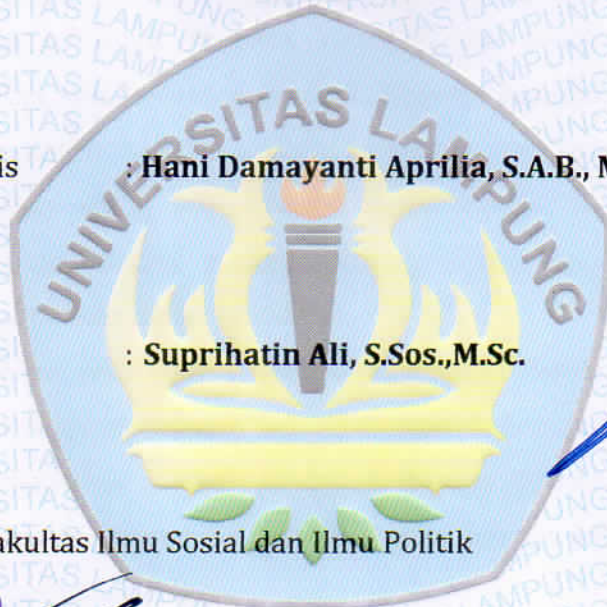 UNIVERSITAS LAMPUNG
is : Hani Damayanti Aprilia, S.A.B., M
: Suprihatin Ali, S.Sos.,M.Sc.
akultas Ilmu Sosial dan Ilmu Politik